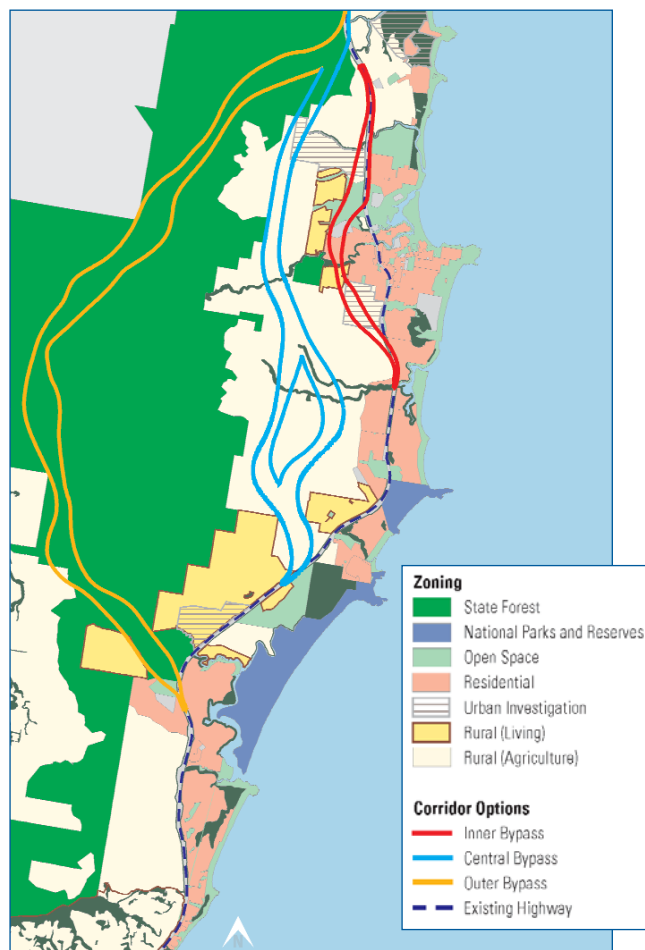 Zoning
State Forest
National Parks and Reserves
Open Space
Residential
Urban Investigation
Rural (Living)
Rural (Agriculture)
Corridor Options
Inner Bypass
Central Bypass
Outer Bypass
Existing Highway
N